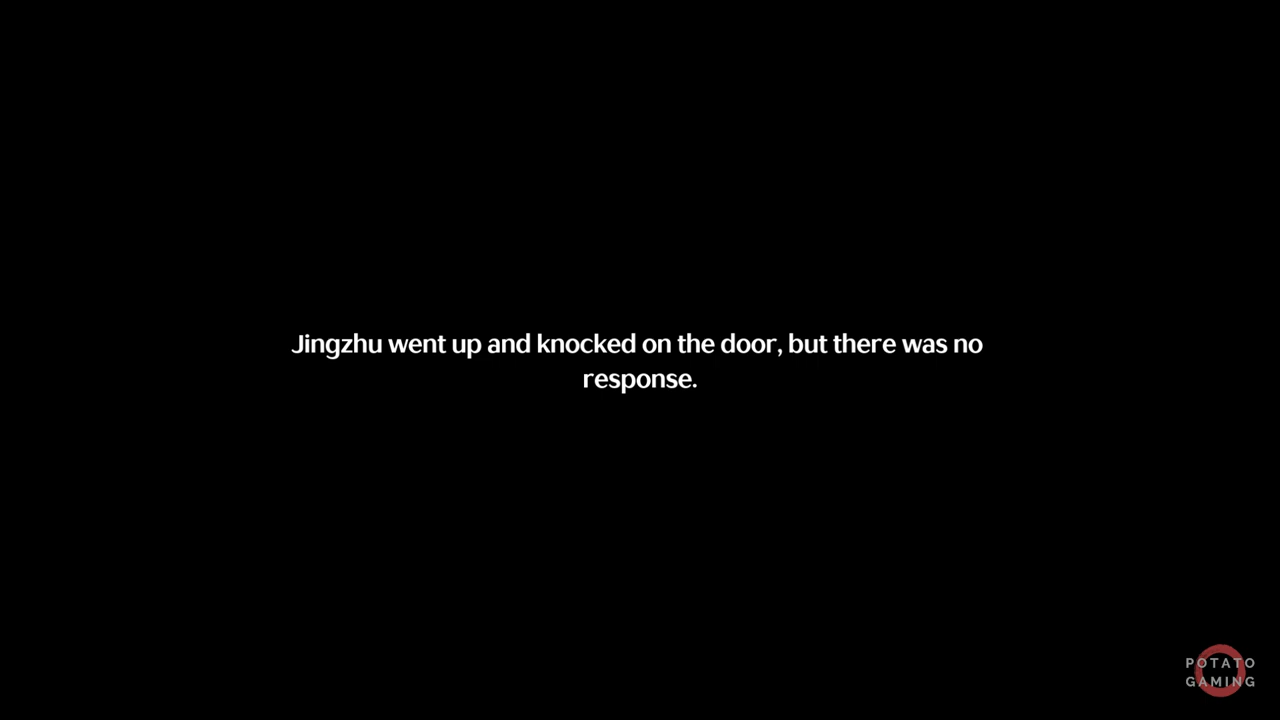 Jingzhu went up and knocked on the door, but there was no
response.
POTATO
GAMING